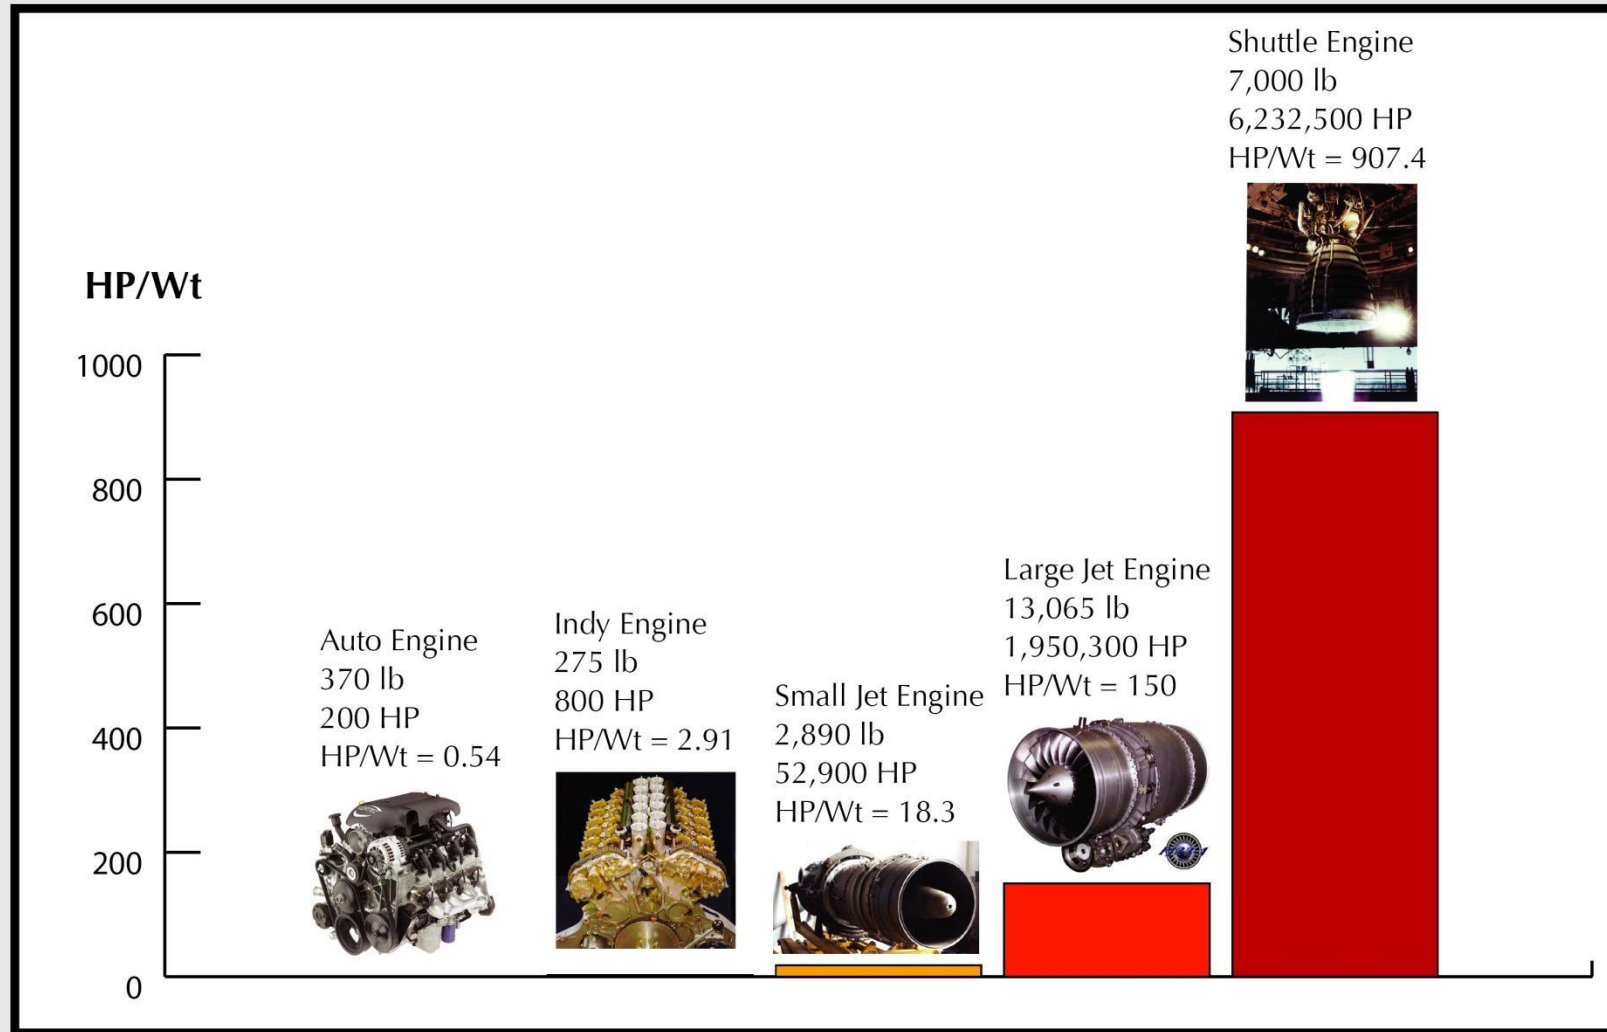 Shuttle Engine
7,000 lb
6,232,500 HP
HP/Wt = 907.4
HP/Wt
1000
800
600
400
200
0
Auto Engine
370 lb
200 HP
HP/Wt = 0.54
Indy Engine
275 lb
800 HP
HP/Wt = 2.91
Small Jet Engine
2,890 lb
52,900 HP
HP/Wt = 18.3
Large Jet Engine
13,065 lb
1,950,300 HP
HP/Wt = 150